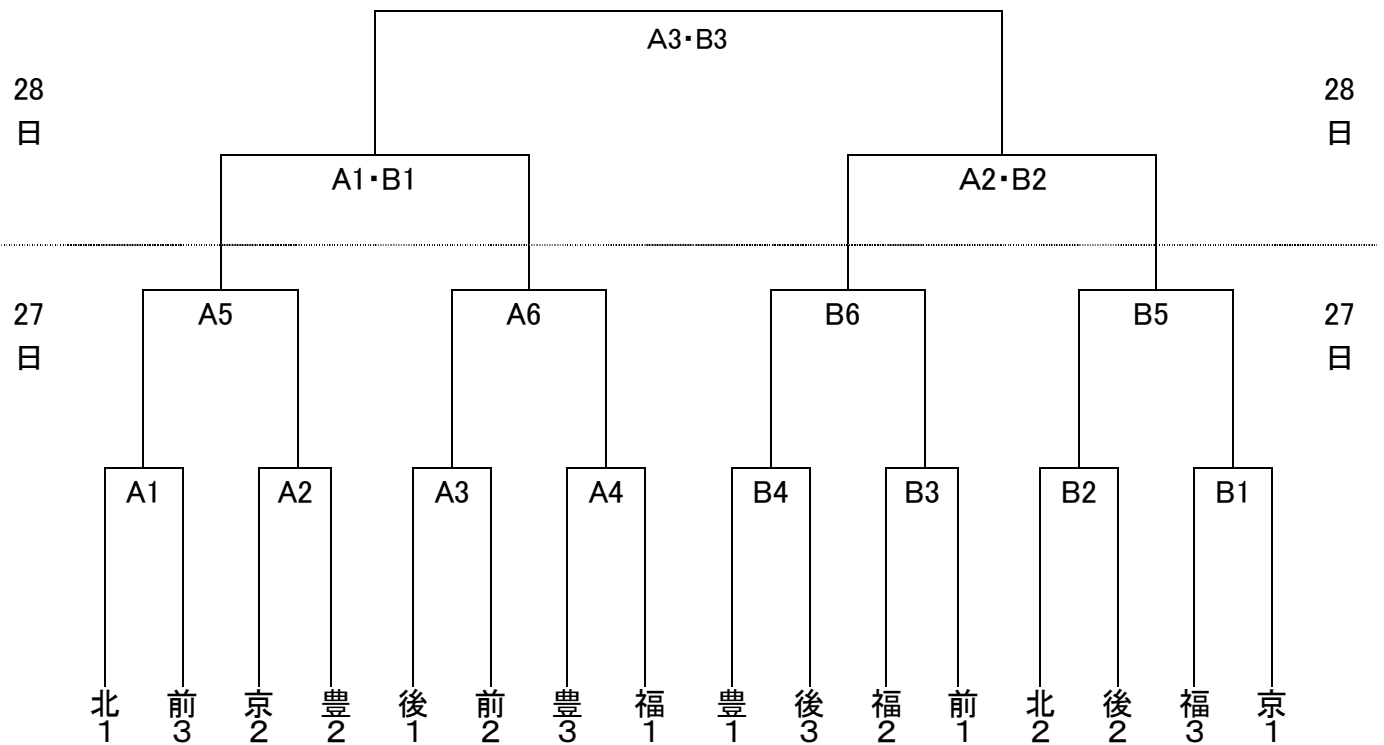 A3・B3
28
日
28
日
A1・B1
A2・B2
27
日
27
日
A5
A6
B6
B5
A1
A2
A3
A4
B4
B3
B2
B1
北1
前3
京2
豊2
後1
前2
豊3
福1
豊1
後3
福2
前1
北2
後2
福3
京1